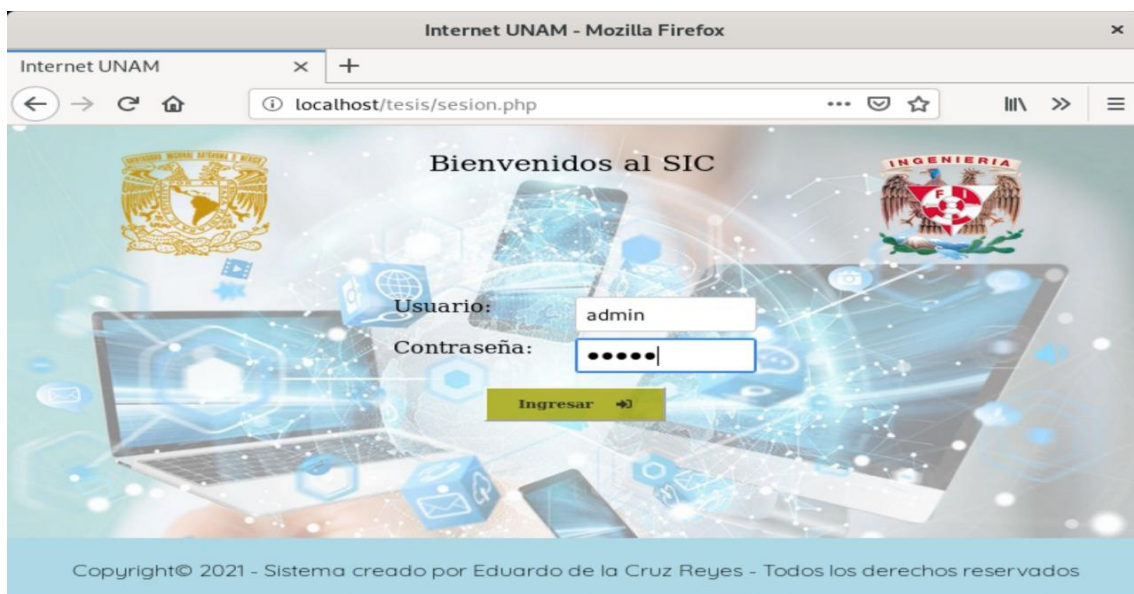 Internet UNAM - Mozilla Firefox
Internet UNAM
localhost/tesis/sesion.php
Bienvenidos al SIC
INGENIERIA
Usuario: admin
Contraseña: •••••
Ingresar
Copyright© 2021 - Sistema creado por Eduardo de la Cruz Reyes - Todos los derechos reservados